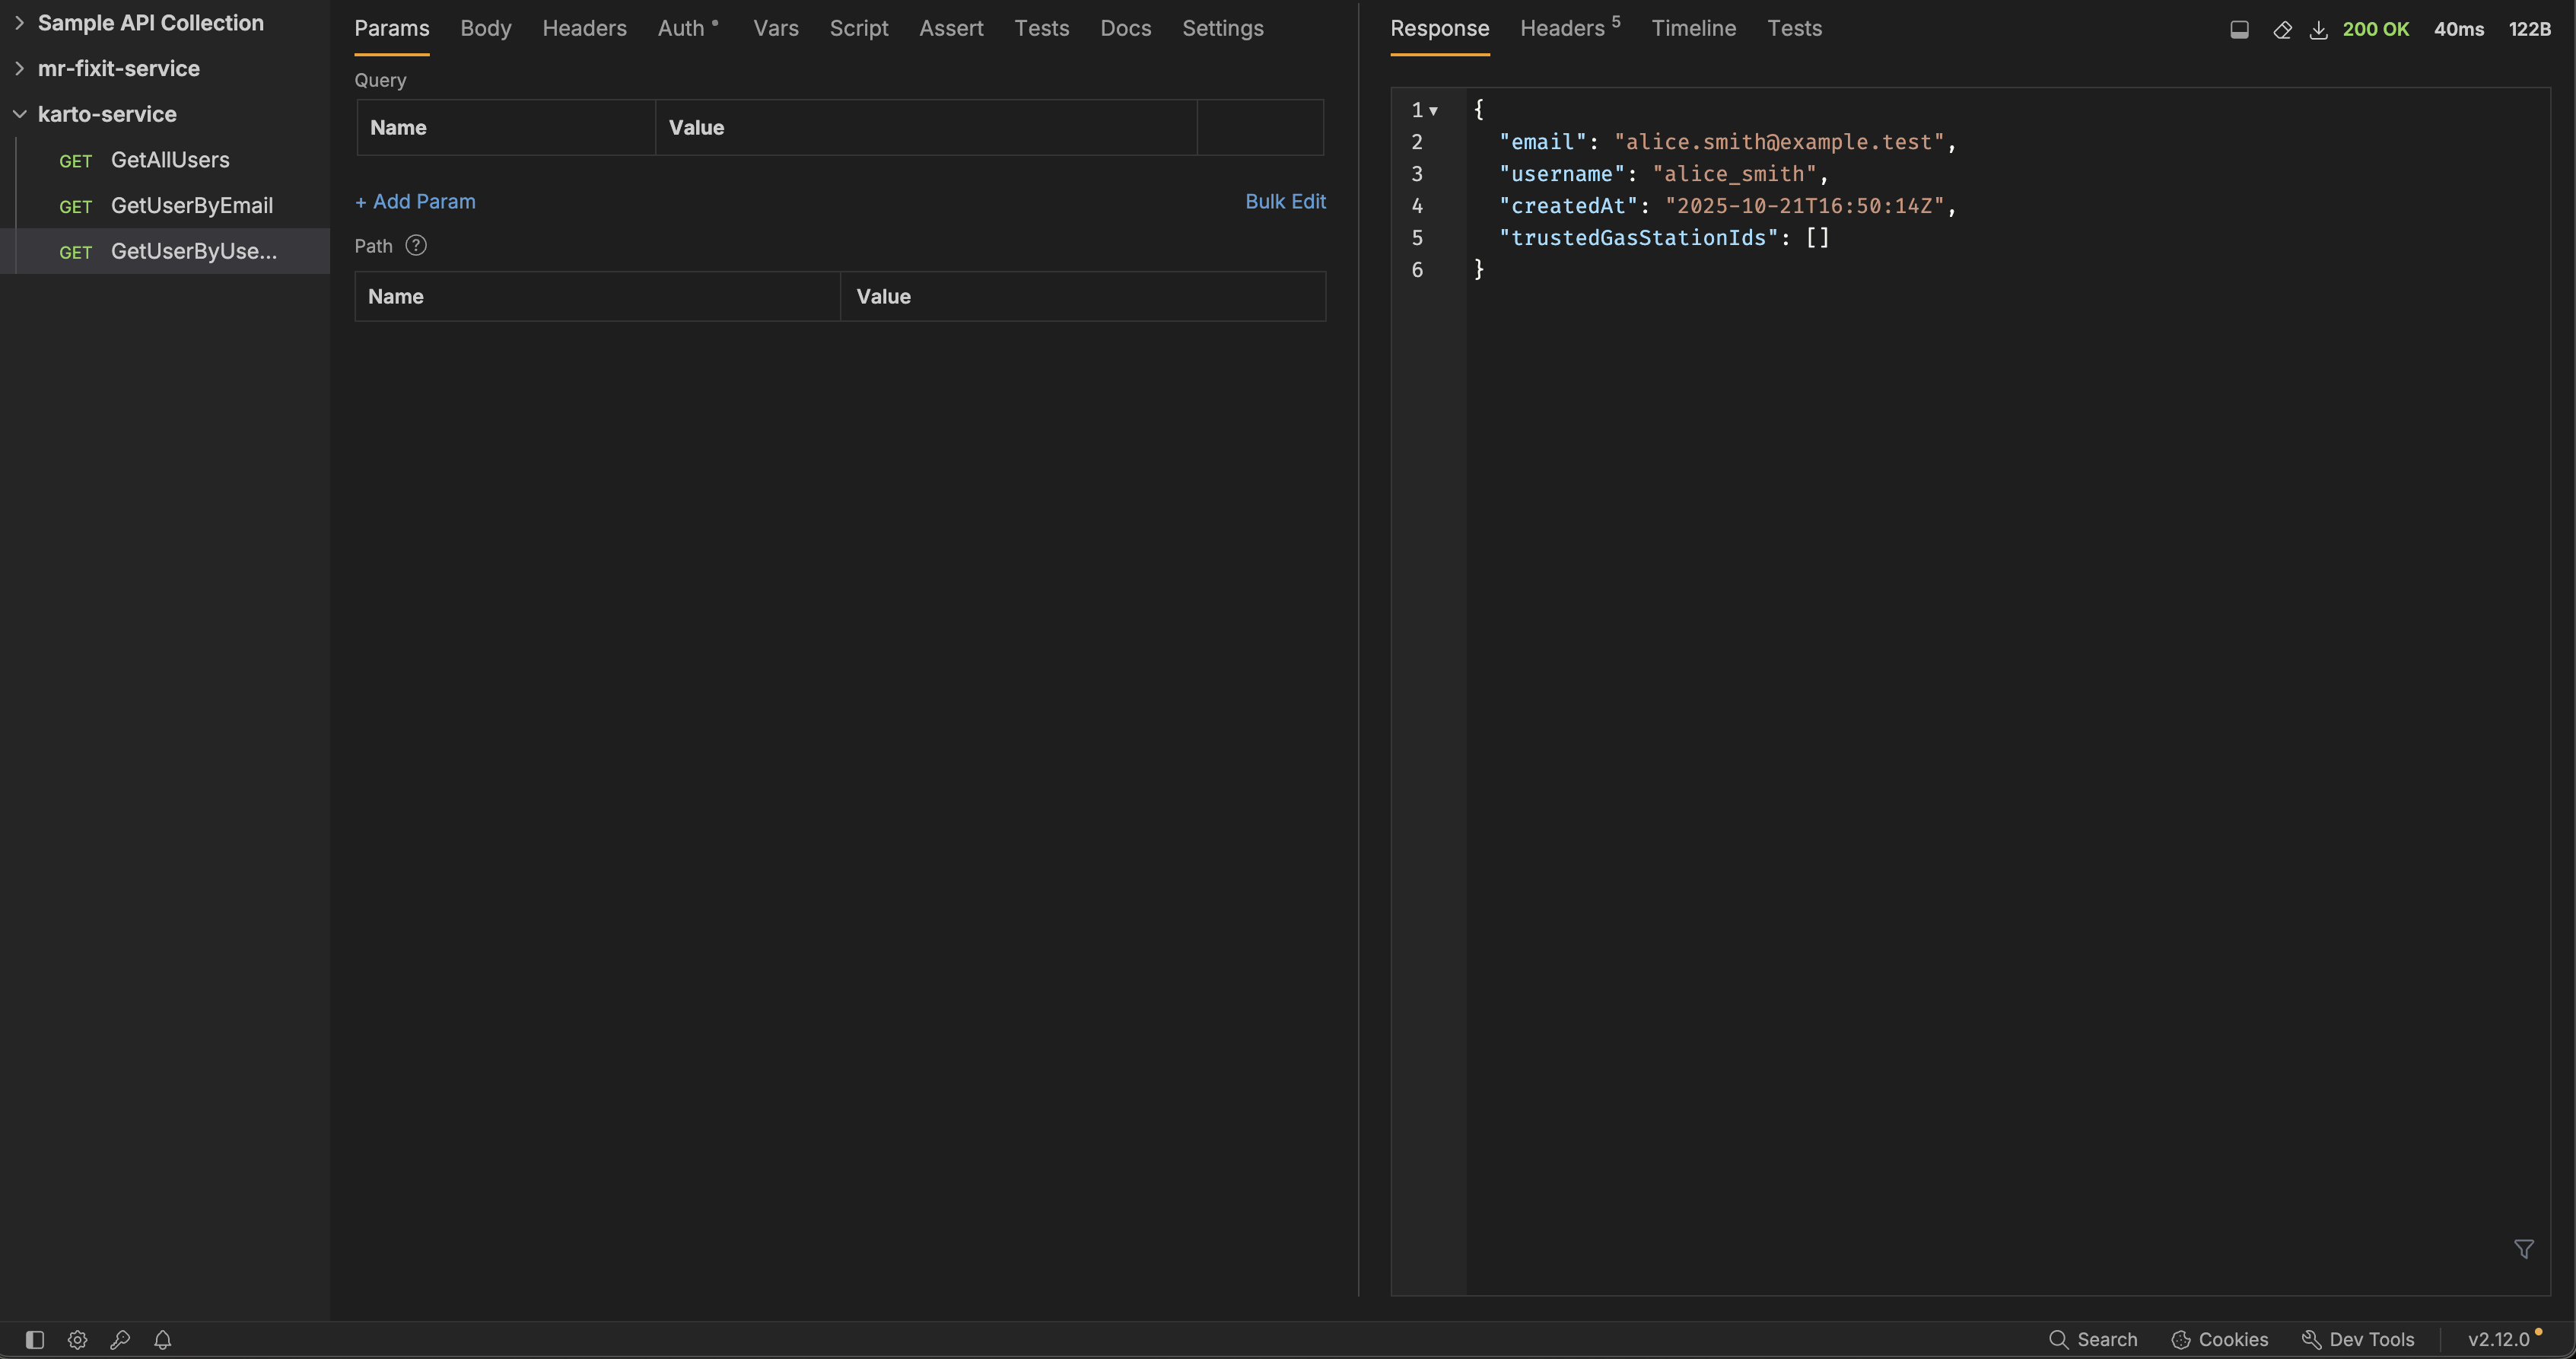 Sample API Collection
mr-fixit-service
karto-service
GET GetAllUsers
GET GetUserByEmail
GET GetUserByUse...
Params Body Headers Auth Vars Script Assert Tests Docs Settings
Query
Name Value
+ Add Param Bulk Edit
Path ?
Name Value
Response Headers 5 Timeline Tests 200 OK 40ms 122B
1 {
2 "email": "alice.smith@example.test",
3 "username": "alice_smith",
4 "createdAt": "2025-10-21T16:50:14Z",
5 "trustedGasStationIds": []
6 }
Search Cookies Dev Tools v2.12.0